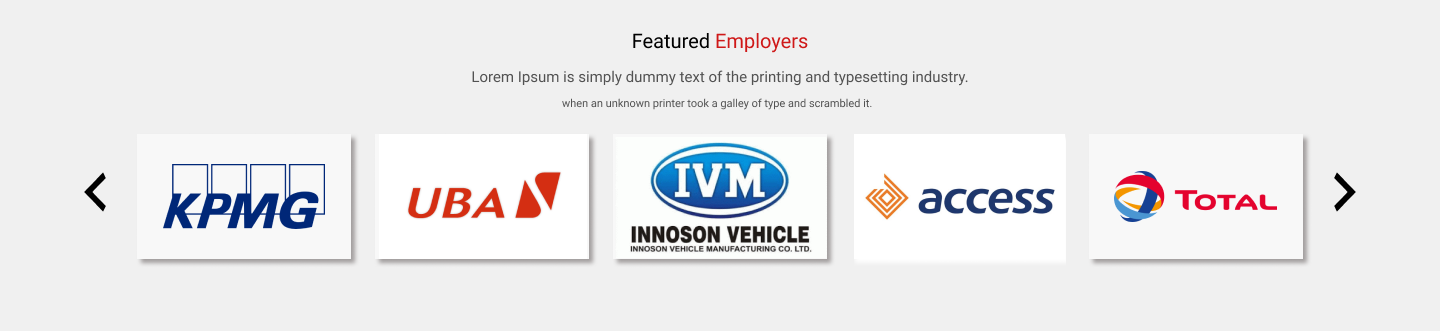 Featured Employers
Lorem Ipsum is simply dummy text of the printing and typesetting industry.
when an unknown printer took a galley of type and scrambled it.
KPMG
UBA
IVM
INNOSON VEHICLE
INNOSON VEHICLE MANUFACTURING CO. LTD.
access
TOTAL